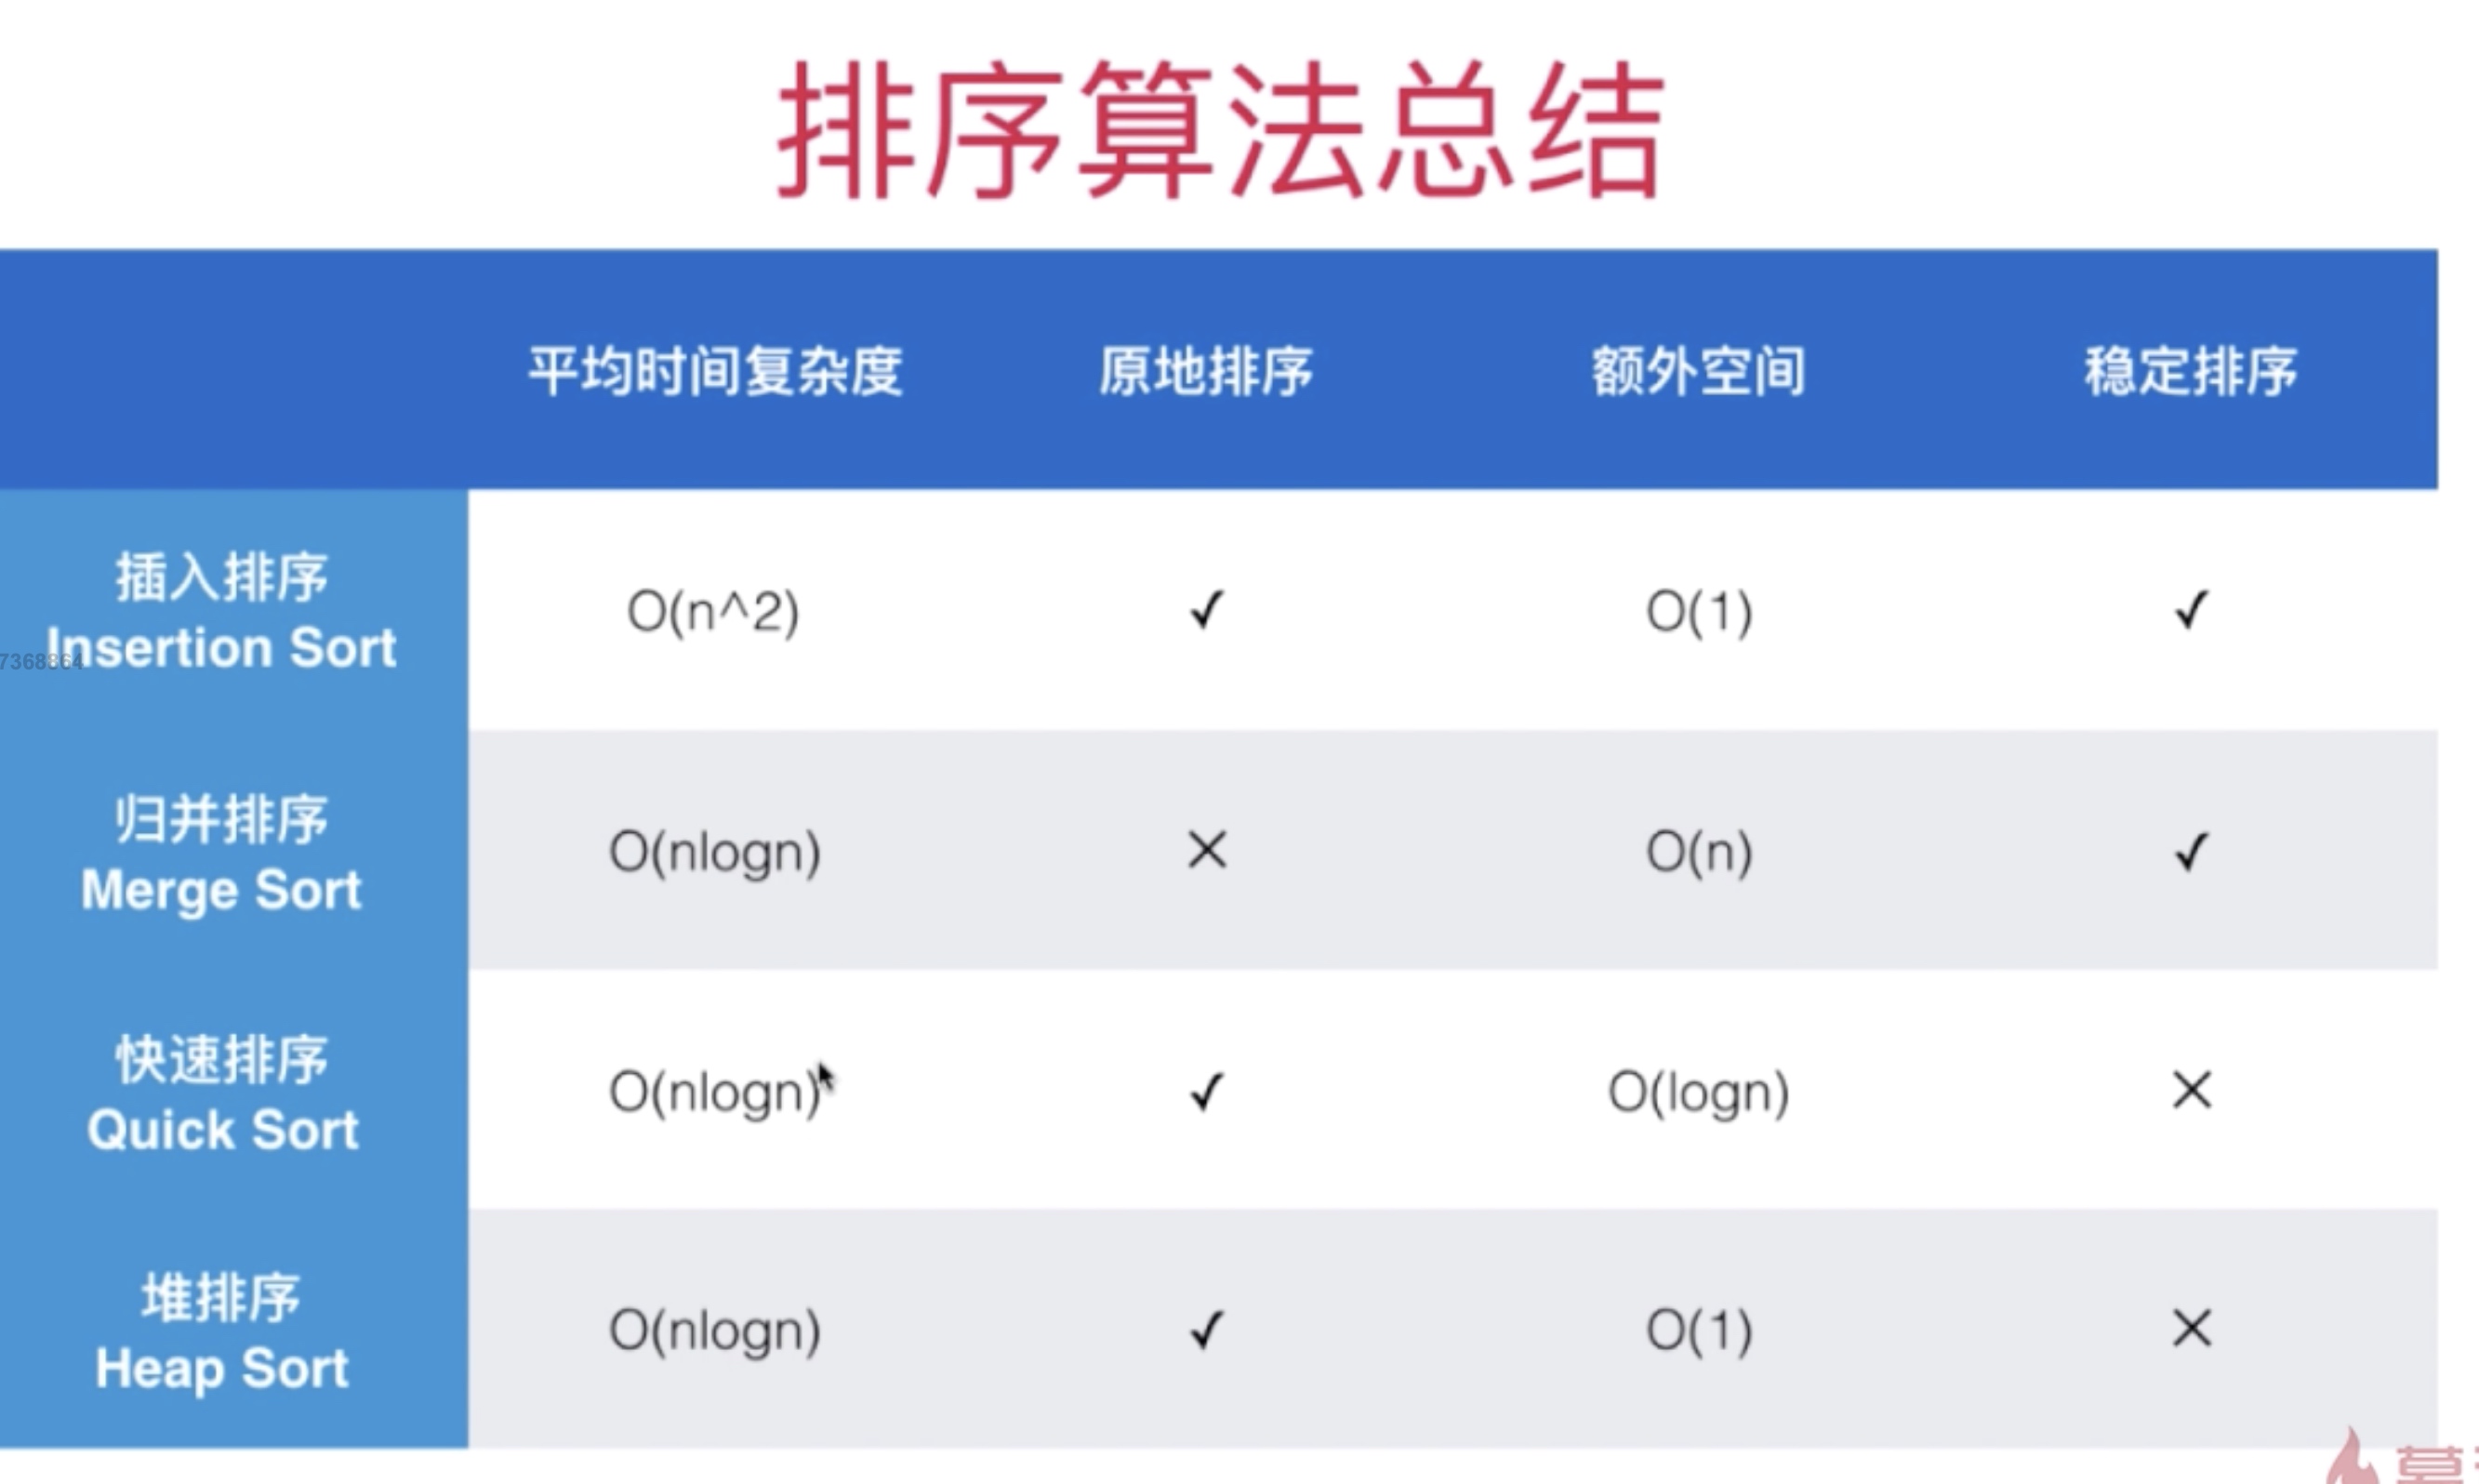 排序算法总结
平均时间复杂度 原地排序 额外空间 稳定排序
插入排序
Insertion Sort
O(n^2) ✓ O(1) ✓
7368864
归并排序
Merge Sort
O(nlogn) × O(n) ✓
快速排序
Quick Sort
O(nlogn) ✓ O(logn) ×
堆排序
Heap Sort
O(nlogn) ✓ O(1) ×